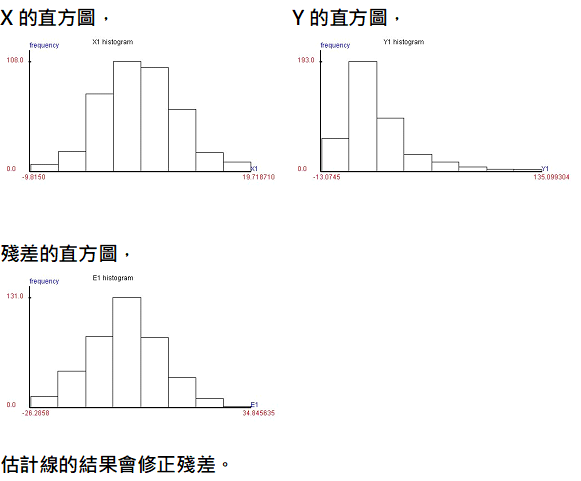 X 的直方圖， Y 的直方圖，
X1 histogram Y1 histogram
frequency frequency
108.0 193.0
0.0 X1 0.0 Y1
-9.8150 19.718710 -13.0745 135.099304
殘差的直方圖，
E1 histogram
frequency
131.0
0.0 E1
-26.2858 34.845635
估計線的結果會修正殘差。